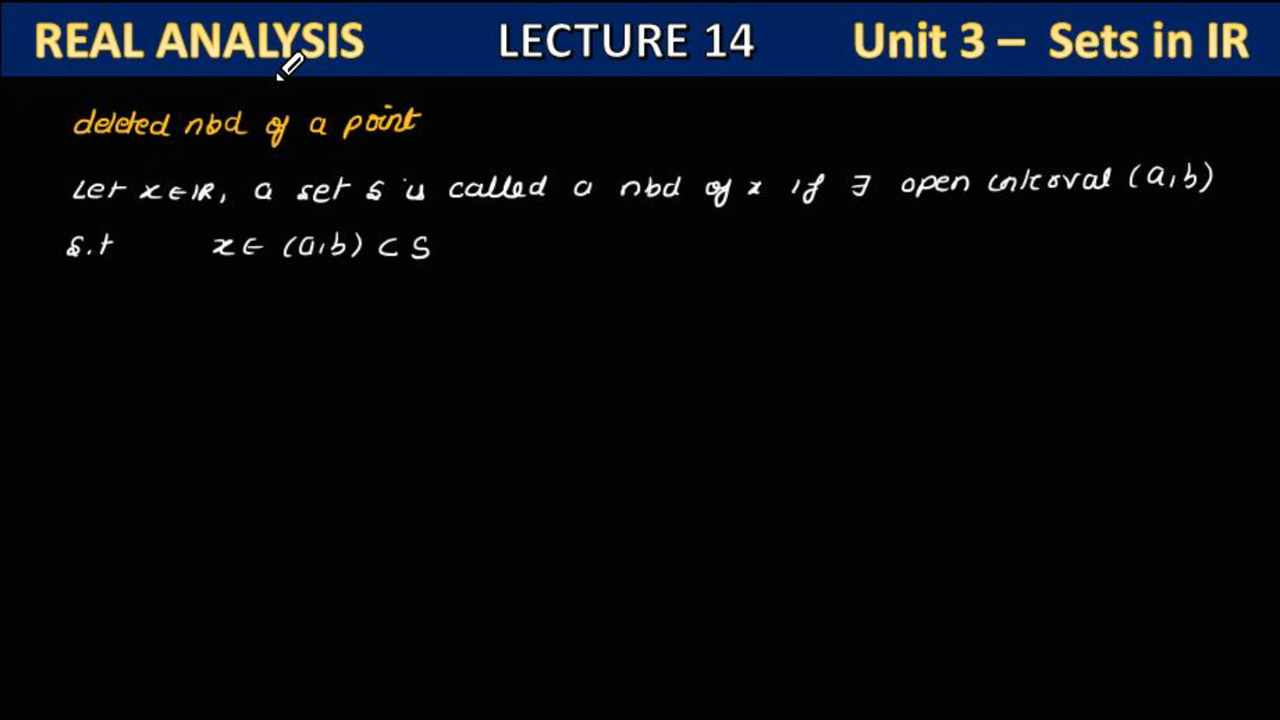 REAL ANALYSIS LECTURE 14 Unit 3 – Sets in IR
deleted nbd of a point
Let x ∈ IR, a set S is called a nbd of x if ∃ open interval (a,b)
s.t x ∈ (a,b) ⊂ S